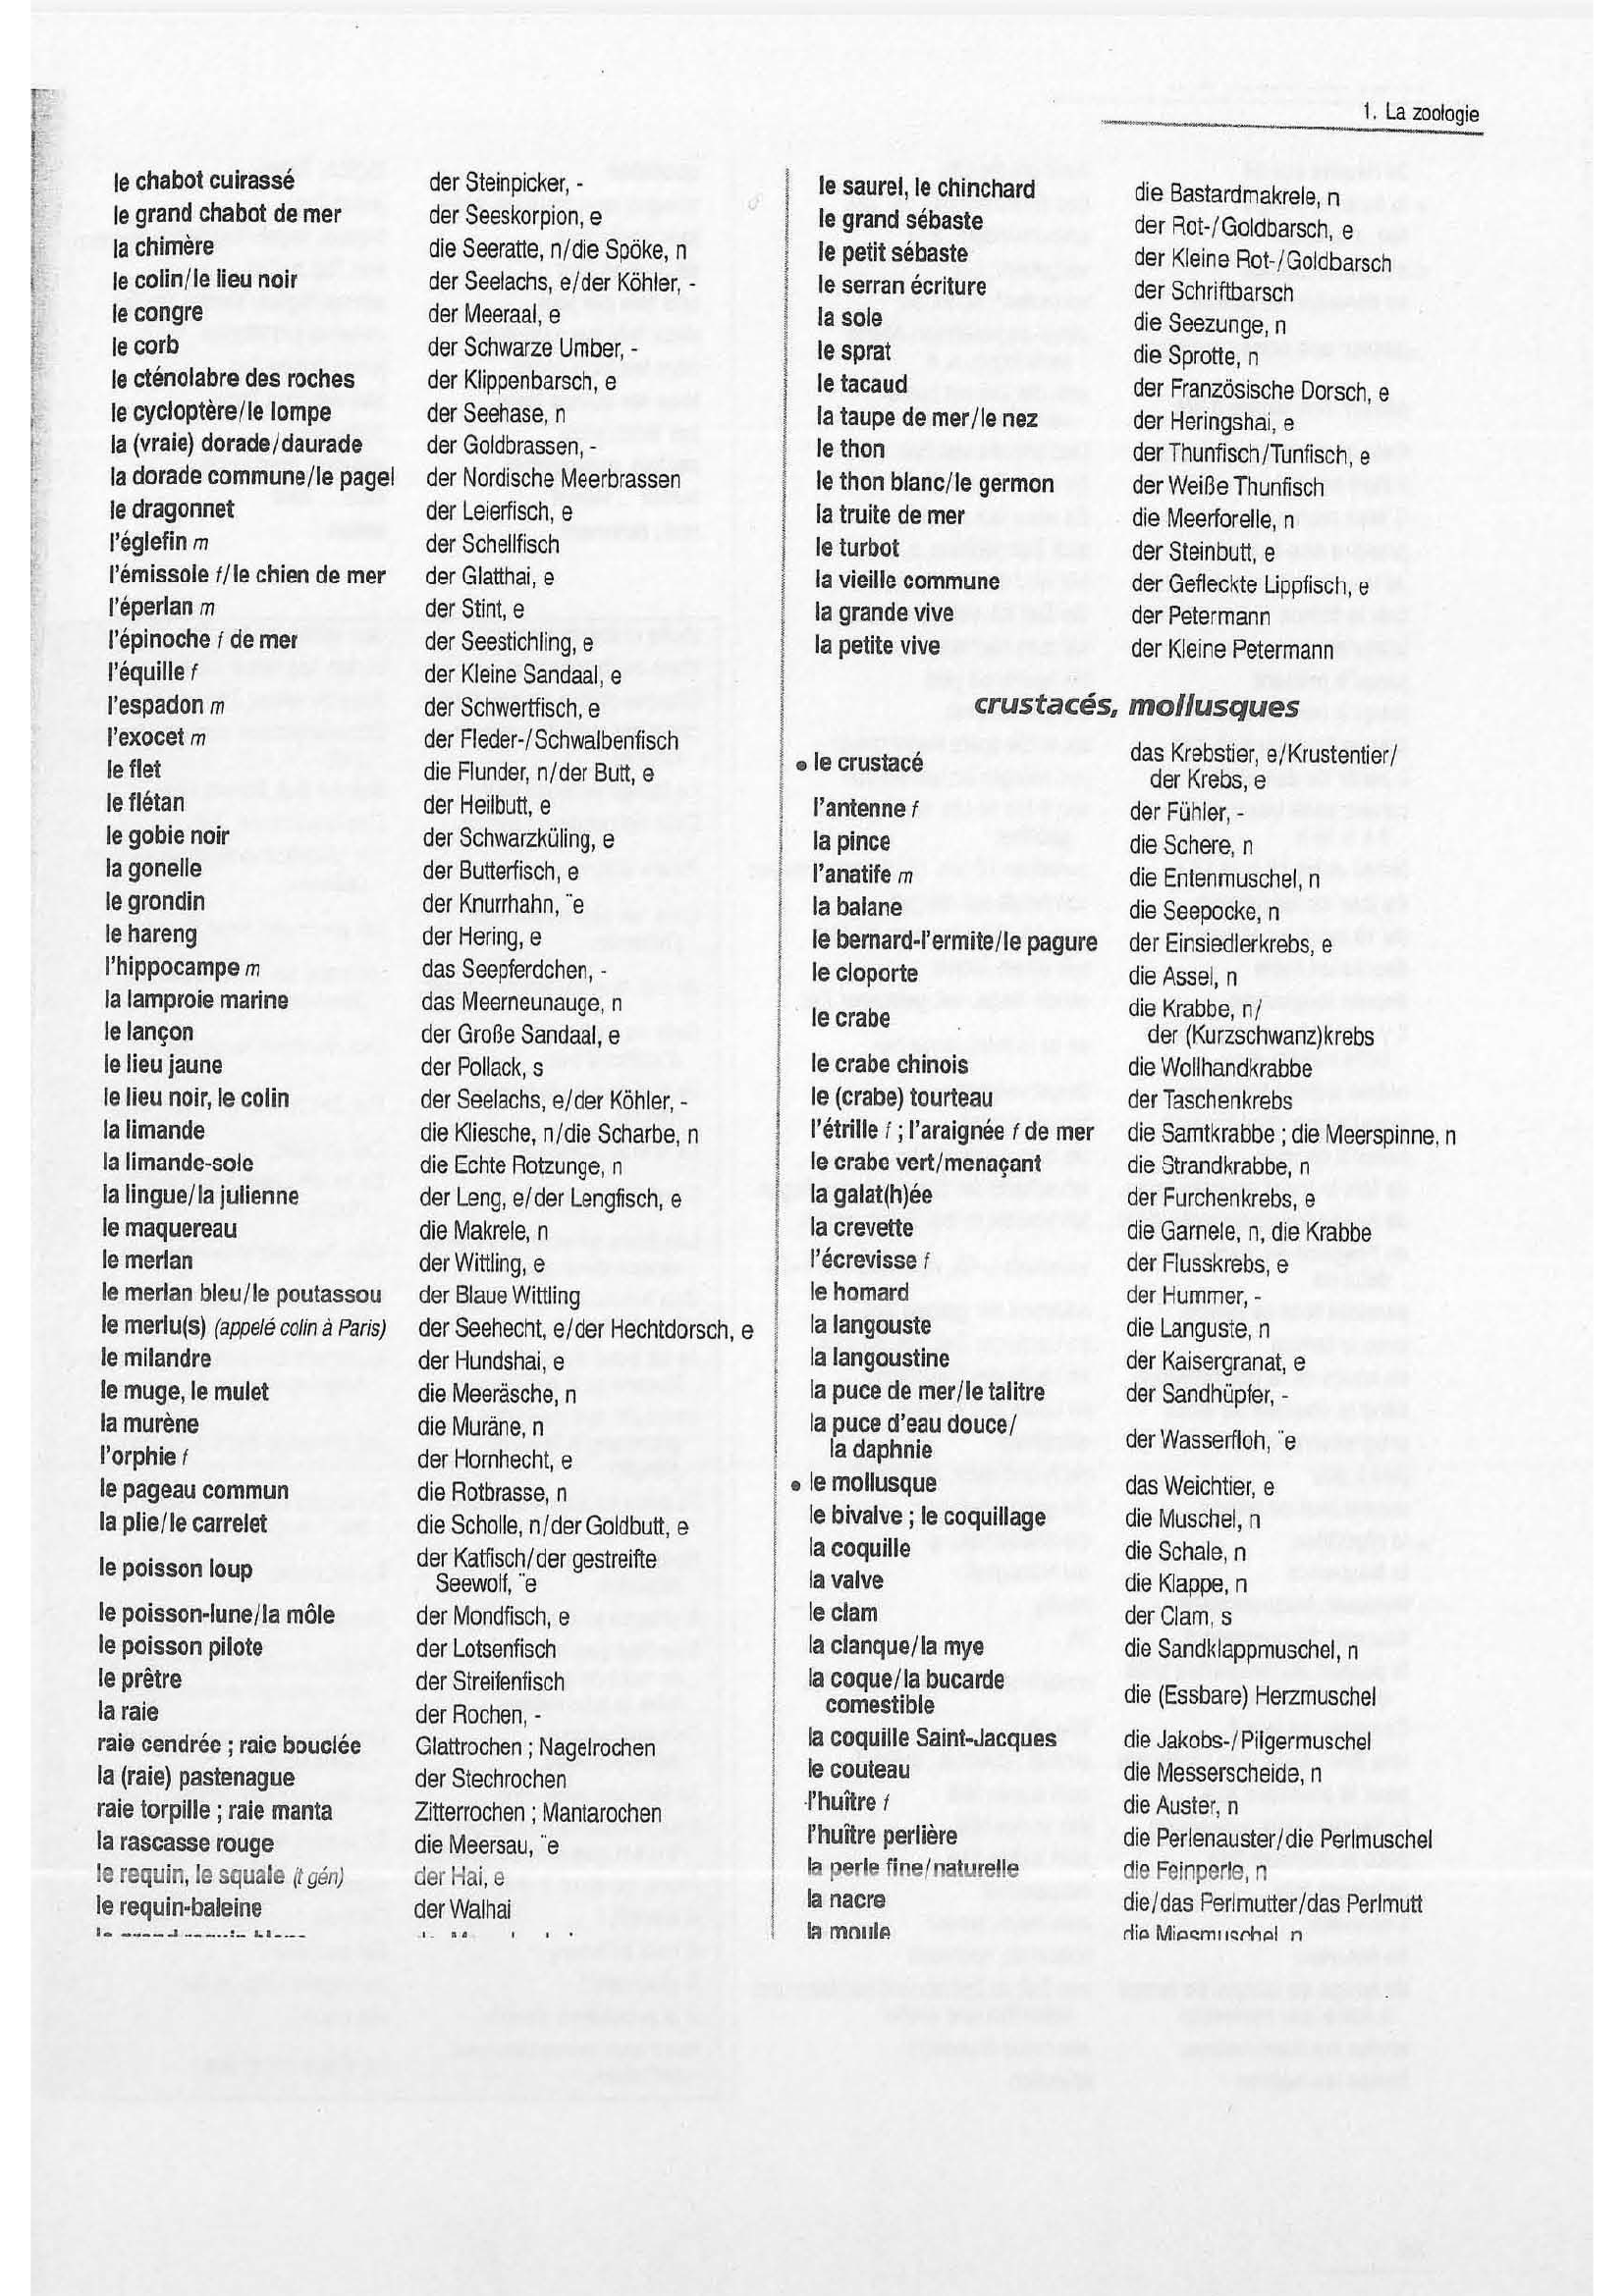 1. La zoologie
le chabot cuirassé der Steinpicker, -
le grand chabot de mer der Seeskorpion, e
la chimère die Seeratte, n/die Spöke, n
le colin/le lieu noir der Seelachs, e/der Köhler, -
le congre der Meeraal, e
le corb der Schwarze Umber, -
le cténolabre des roches der Klippenbarsch, e
le cycloptère/le lompe der Seehase, n
la (vraie) dorade/daurade der Goldbrassen, -
la dorade commune/le pagel der Nordische Meerbrassen
le dragonnet der Leierfisch, e
l'églefin m der Schellfisch
l'émissole f/le chien de mer der Glatthai, e
l'éperlan m der Stint, e
l'épinoche f de mer der Seestichling, e
l'équille f der Kleine Sandaal, e
l'espadon m der Schwertfisch, e
l'exocet m der Fleder-/Schwalbenfisch
le flet die Flunder, n/der Butt, e
le flétan der Heilbutt, e
le gobie noir der Schwarzküling, e
la gonelle der Butterfisch, e
le grondin der Knurrhahn, ¨e
le hareng der Hering, e
l'hippocampe m das Seepferdchen, -
la lamproie marine das Meerneunauge, n
le lançon der Große Sandaal, e
le lieu jaune der Pollack, s
le lieu noir, le colin der Seelachs, e/der Köhler, -
la limande die Kliesche, n/die Scharbe, n
la limande-sole die Echte Rotzunge, n
la lingue/la julienne der Leng, e/der Lengfisch, e
le maquereau die Makrele, n
le merlan der Wittling, e
le merlan bleu/le poutassou der Blaue Wittling
le merlu(s) (appelé colin à Paris) der Seehecht, e/der Hechtdorsch, e
le milandre der Hundshai, e
le muge, le mulet die Meeräsche, n
la murène die Muräne, n
l'orphie f der Hornhecht, e
le pageau commun die Rotbrasse, n
la plie/le carrelet die Scholle, n/der Goldbutt, e
le poisson loup der Katfisch/der gestreifte
Seewolf, ¨e
le poisson-lune/la môle der Mondfisch, e
le poisson pilote der Lotsenfisch
le prêtre der Streifenfisch
la raie der Rochen, -
raie cendrée ; raie bouclée Glattrochen ; Nagelrochen
la (raie) pastenague der Stechrochen
raie torpille ; raie manta Zitterrochen ; Mantarochen
la rascasse rouge die Meersau, ¨e
le requin, le squale (t gén) der Hai, e
le requin-baleine der Walhai
le saurel, le chinchard die Bastardmakrele, n
le grand sébaste der Rot-/Goldbarsch, e
le petit sébaste der Kleine Rot-/Goldbarsch
le serran écriture der Schriftbarsch
la sole die Seezunge, n
le sprat die Sprotte, n
le tacaud der Französische Dorsch, e
la taupe de mer/le nez der Heringshai, e
le thon der Thunfisch/Tunfisch, e
le thon blanc/le germon der Weiße Thunfisch
la truite de mer die Meerforelle, n
le turbot der Steinbutt, e
la vieille commune der Gefleckte Lippfisch, e
la grande vive der Petermann
la petite vive der Kleine Petermann
crustacés, mollusques
• le crustacé das Krebstier, e/Krustentier/
der Krebs, e
l'antenne f der Fühler, -
la pince die Schere, n
l'anatife m die Entenmuschel, n
la balane die Seepocke, n
le bernard-l'ermite/le pagure der Einsiedlerkrebs, e
le cloporte die Assel, n
le crabe die Krabbe, n/
der (Kurzschwanz)krebs
le crabe chinois die Wollhandkrabbe
le (crabe) tourteau der Taschenkrebs
l'étrille f ; l'araignée f de mer die Samtkrabbe ; die Meerspinne, n
le crabe vert/menaçant die Strandkrabbe, n
la galat(h)ée der Furchenkrebs, e
la crevette die Garnele, n, die Krabbe
l'écrevisse f der Flusskrebs, e
le homard der Hummer, -
la langouste die Languste, n
la langoustine der Kaisergranat, e
la puce de mer/le talitre der Sandhüpfer, -
la puce d'eau douce/
la daphnie der Wasserfloh, ¨e
• le mollusque das Weichtier, e
le bivalve ; le coquillage die Muschel, n
la coquille die Schale, n
la valve die Klappe, n
le clam der Clam, s
la clanque/la mye die Sandklappmuschel, n
la coque/la bucarde
comestible die (Essbare) Herzmuschel
la coquille Saint-Jacques die Jakobs-/Pilgermuschel
le couteau die Messerscheide, n
l'huître f die Auster, n
l'huître perlière die Perlenauster/die Perlmuschel
la perle fine/naturelle die Feinperle, n
la nacre die/das Perlmutter/das Perlmutt
la moule die Miesmuschel, n